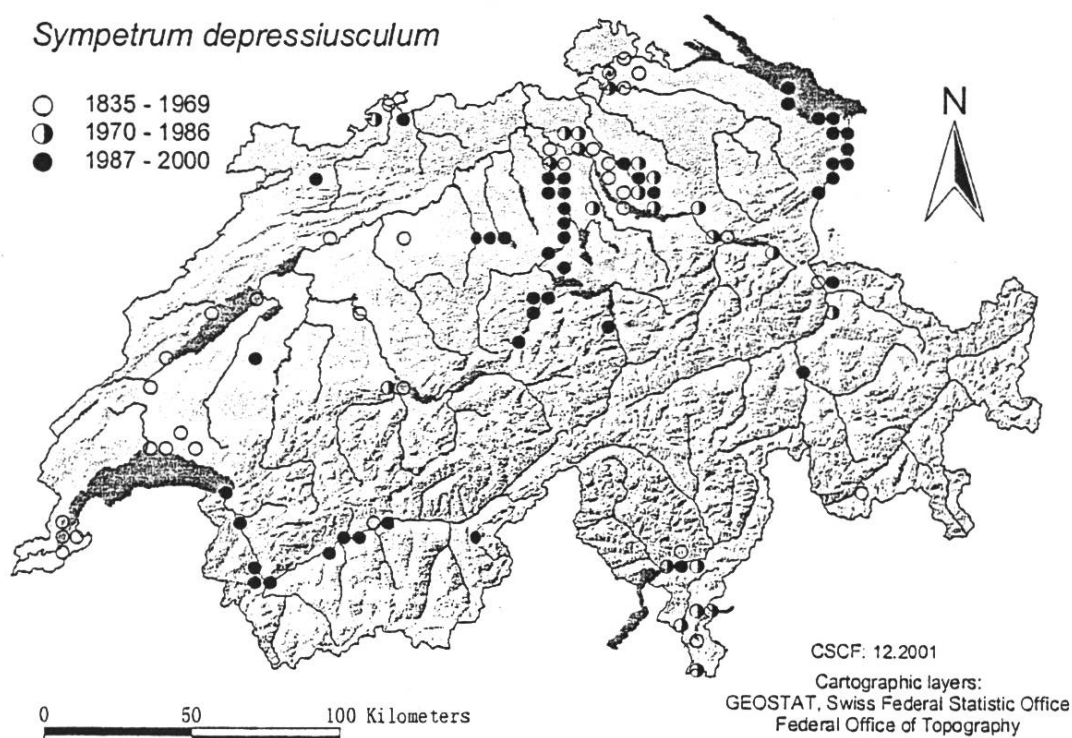 Sympetrum depressiusculum
1835 - 1969
1970 - 1986
1987 - 2000
N
CSCF: 12.2001
Cartographic layers:
GEOSTAT, Swiss Federal Statistic Office
Federal Office of Topography
0 50 100 Kilometers